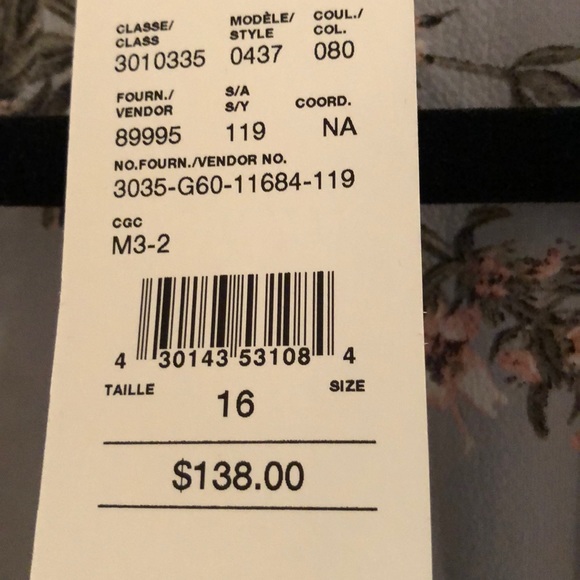 CLASSE/ MODÈLE/ COUL./
CLASS STYLE COL.
3010335 0437 080
FOURN./ S/A
VENDOR S/Y COORD.
89995 119 NA
NO.FOURN./VENDOR NO.
3035-G60-11684-119
CGC
M3-2
4 30143 53108 4
TAILLE 16 SIZE
$138.00